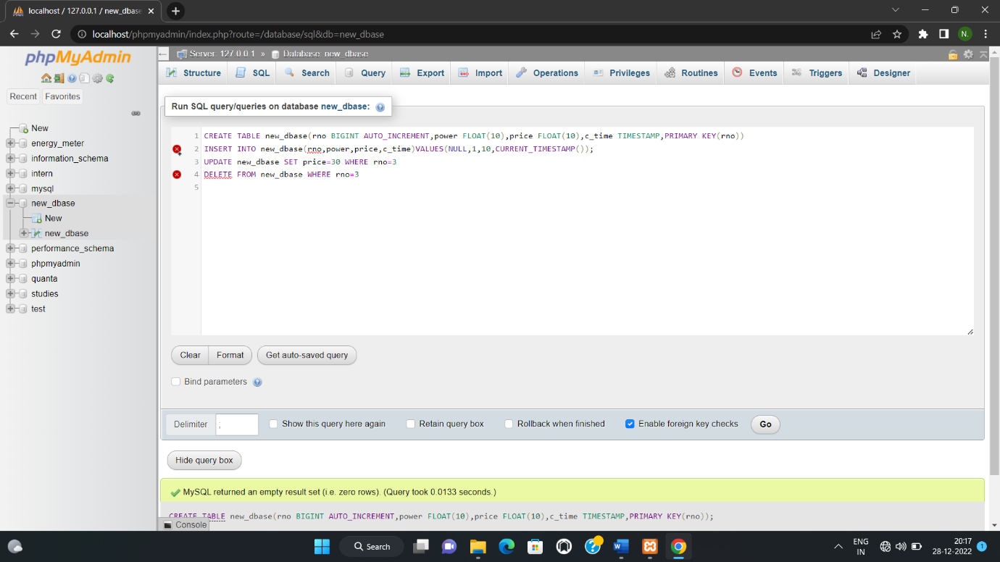 localhost / 127.0.0.1 / new_dbase
localhost/phpmyadmin/index.php?route=/database/sql&db=new_dbase
N.
phpMyAdmin
Recent Favorites
New
energy_meter
information_schema
intern
mysql
new_dbase
New
new_dbase
performance_schema
phpmyadmin
quanta
studies
test
Server: 127.0.0.1 » Database: new_dbase
Structure SQL Search Query Export Import Operations Privileges Routines Events Triggers Designer
Run SQL query/queries on database new_dbase:
1 CREATE TABLE new_dbase(rno BIGINT AUTO_INCREMENT,power FLOAT(10),price FLOAT(10),c_time TIMESTAMP,PRIMARY KEY(rno))
2 INSERT INTO new_dbase(rno,power,price,c_time)VALUES(NULL,1,10,CURRENT_TIMESTAMP());
3 UPDATE new_dbase SET price=30 WHERE rno=3
4 DELETE FROM new_dbase WHERE rno=3
5
Clear Format Get auto-saved query
Bind parameters
Delimiter ; Show this query here again Retain query box Rollback when finished Enable foreign key checks Go
Hide query box
MySQL returned an empty result set (i.e. zero rows). (Query took 0.0133 seconds.)
CREATE TABLE new_dbase(rno BIGINT AUTO_INCREMENT,power FLOAT(10),price FLOAT(10),c_time TIMESTAMP,PRIMARY KEY(rno));
Console
Search
ENG
IN
20:17
28-12-2022
1